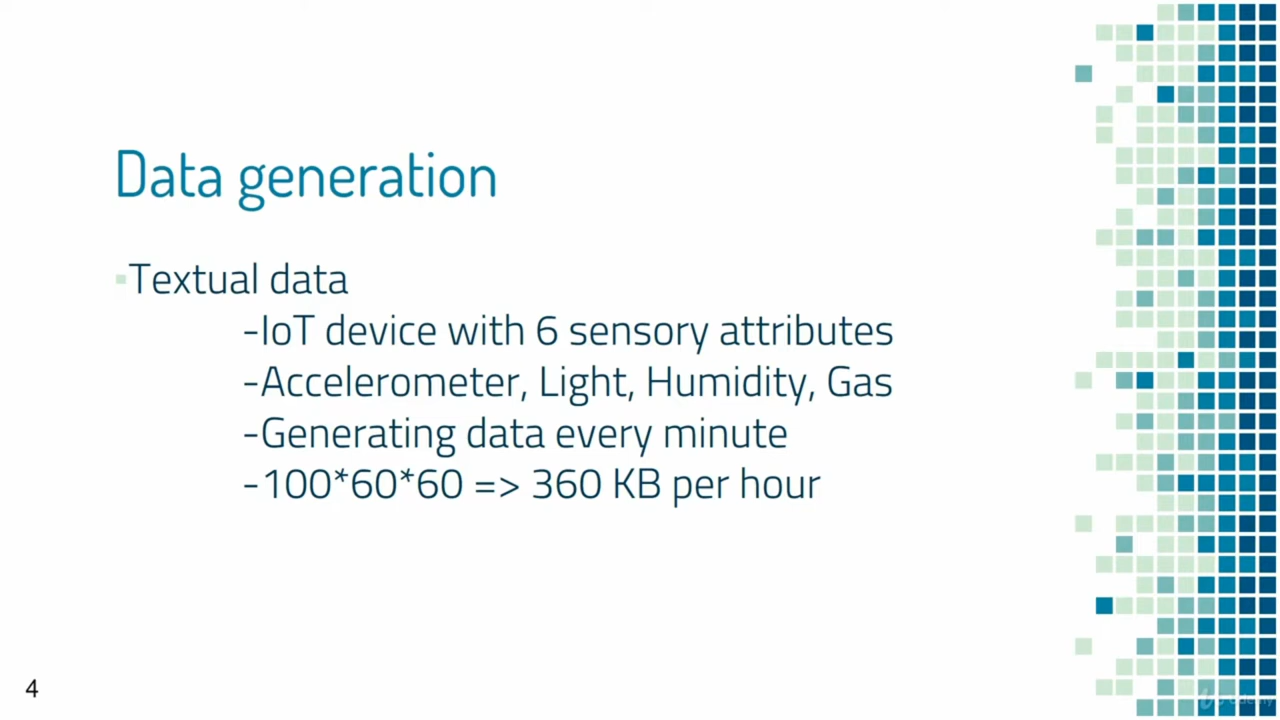 Data generation
▪Textual data
-IoT device with 6 sensory attributes
-Accelerometer, Light, Humidity, Gas
-Generating data every minute
-100*60*60 => 360 KB per hour
4
udemy